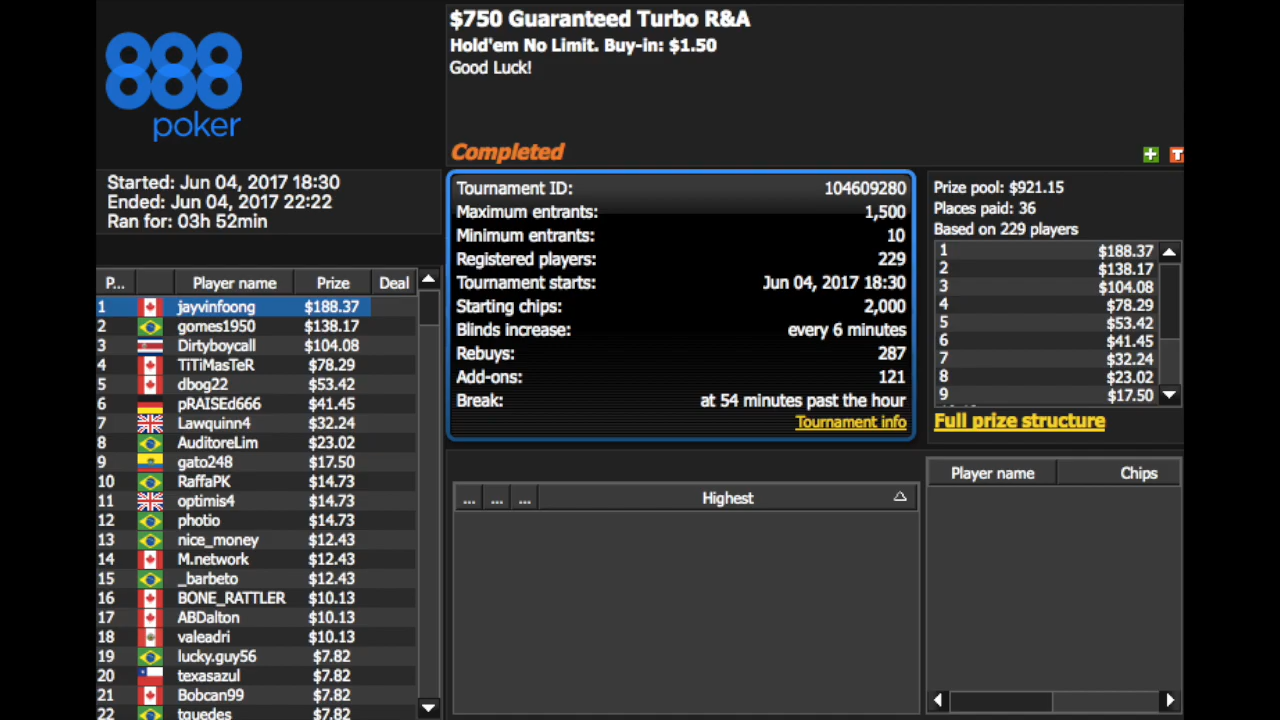 $750 Guaranteed Turbo R&A
Hold'em No Limit. Buy-in: $1.50
Good Luck!
888
poker
Completed
Started: Jun 04, 2017 18:30
Ended: Jun 04, 2017 22:22
Ran for: 03h 52min
Tournament ID: 104609280
Maximum entrants: 1,500
Minimum entrants: 10
Registered players: 229
Tournament starts: Jun 04, 2017 18:30
Starting chips: 2,000
Blinds increase: every 6 minutes
Rebuys: 287
Add-ons: 121
Break: at 54 minutes past the hour
Tournament info
Prize pool: $921.15
Places paid: 36
Based on 229 players
1 $188.37
2 $138.17
3 $104.08
4 $78.29
5 $53.42
6 $41.45
7 $32.24
8 $23.02
9 $17.50
Full prize structure
P... Player name Prize Deal
1 jayvinfoong $188.37
2 gomes1950 $138.17
3 Dirtyboycall $104.08
4 TiTiMasTeR $78.29
5 dbog22 $53.42
6 pRAISEd666 $41.45
7 Lawquinn4 $32.24
8 AuditoreLim $23.02
9 gato248 $17.50
10 RaffaPK $14.73
11 optimis4 $14.73
12 photio $14.73
13 nice_money $12.43
14 M.network $12.43
15 _barbeto $12.43
16 BONE_RATTLER $10.13
17 ABDalton $10.13
18 valeadri $10.13
19 lucky.guy56 $7.82
20 texasazul $7.82
21 Bobcan99 $7.82
22 tguedes $7.82
... ... ... Highest
Player name Chips